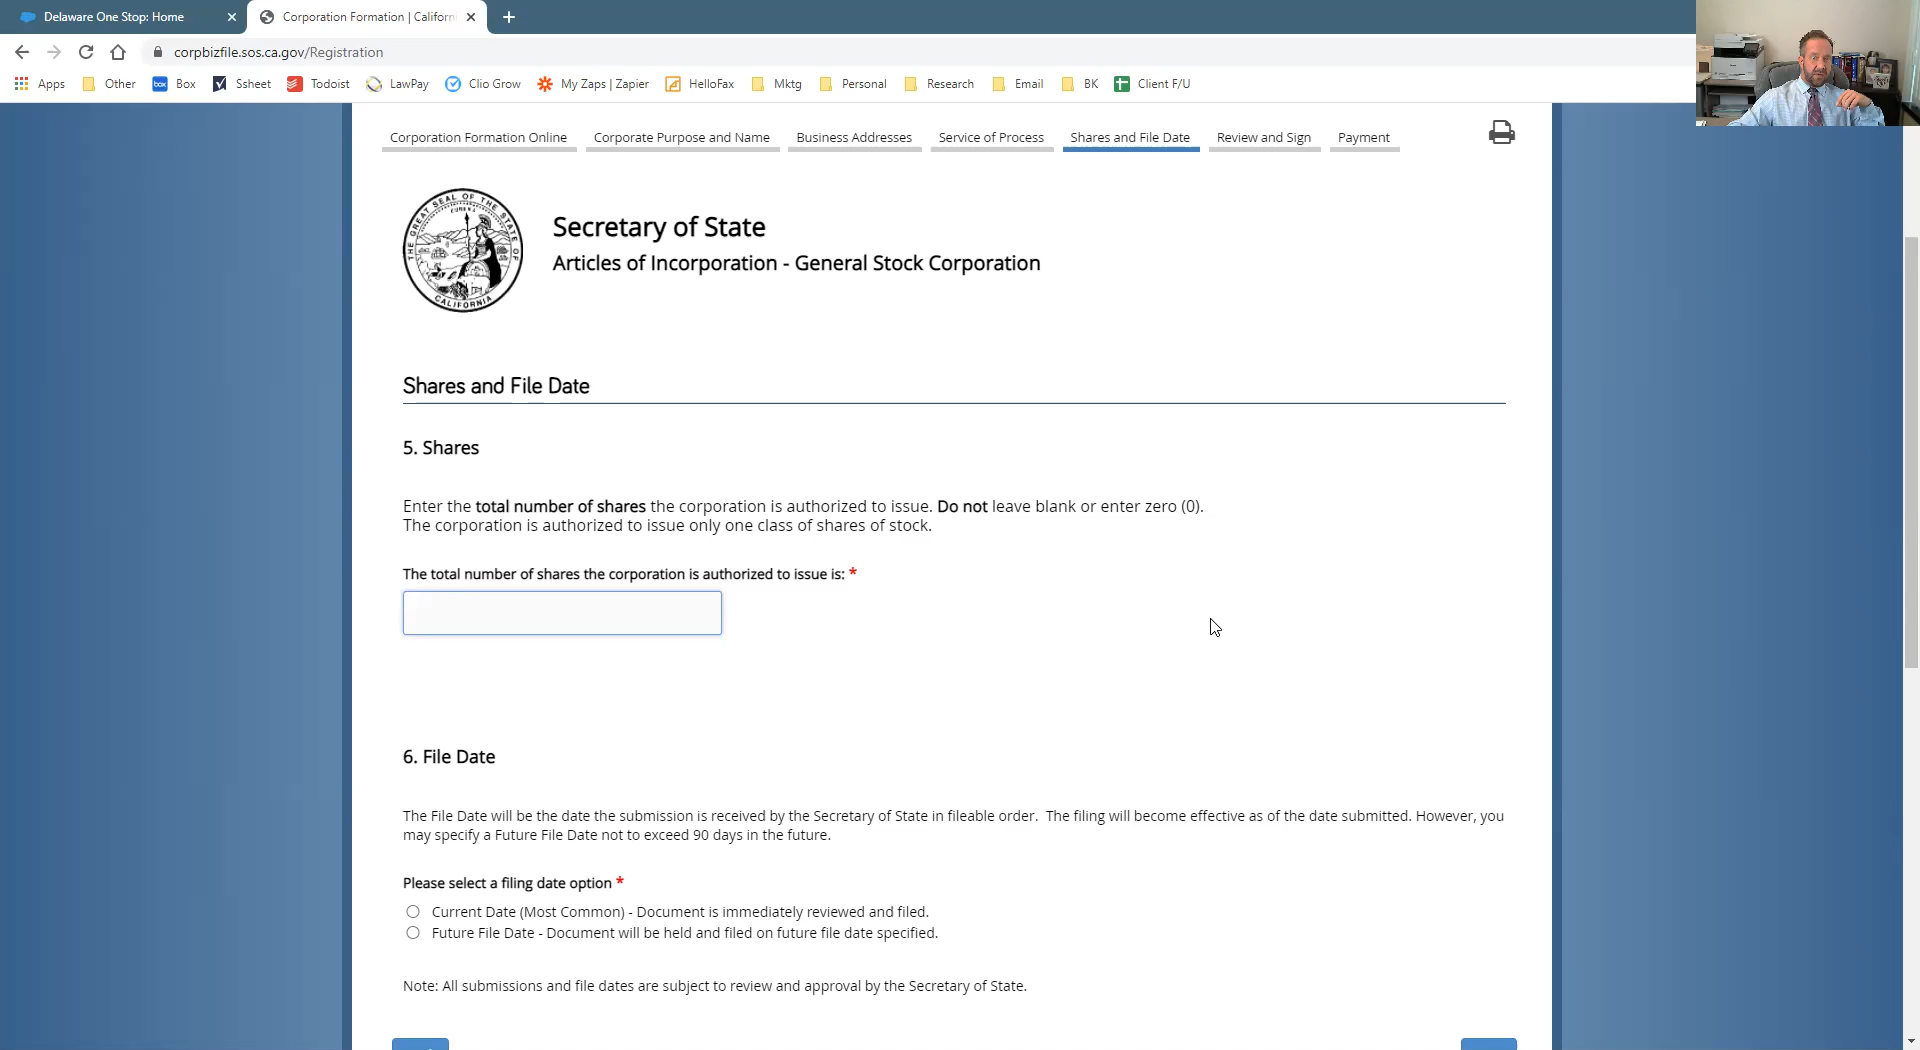 Delaware One Stop: Home
Corporation Formation | Californ
corpbizfile.sos.ca.gov/Registration
Apps Other Box Ssheet Todoist LawPay Clio Grow My Zaps | Zapier HelloFax Mktg Personal Research Email BK Client F/U
Corporation Formation Online Corporate Purpose and Name Business Addresses Service of Process Shares and File Date Review and Sign Payment
THE GREAT SEAL OF THE STATE OF CALIFORNIA
EUREKA
Secretary of State
Articles of Incorporation - General Stock Corporation
Shares and File Date
5. Shares
Enter the total number of shares the corporation is authorized to issue. Do not leave blank or enter zero (0).
The corporation is authorized to issue only one class of shares of stock.
The total number of shares the corporation is authorized to issue is: *
6. File Date
The File Date will be the date the submission is received by the Secretary of State in fileable order.  The filing will become effective as of the date submitted. However, you
may specify a Future File Date not to exceed 90 days in the future.
Please select a filing date option *
Current Date (Most Common) - Document is immediately reviewed and filed.
Future File Date - Document will be held and filed on future file date specified.
Note: All submissions and file dates are subject to review and approval by the Secretary of State.